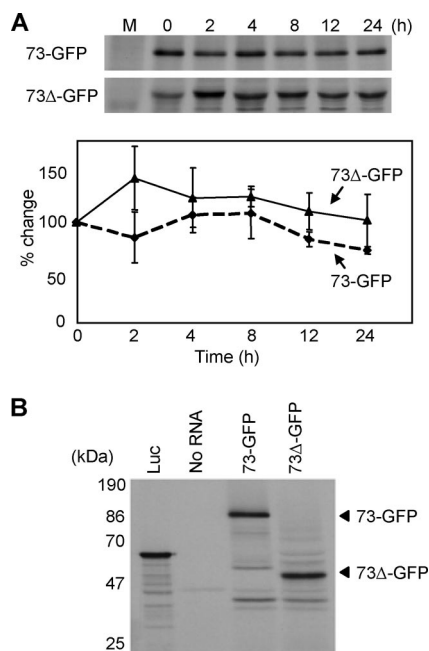 A
M 0 2 4 8 12 24 (h)
73-GFP
73Δ-GFP
150
100
50
0
% change
73Δ-GFP
73-GFP
0 2 4 8 12 24
Time (h)
B
(kDa)
Luc
No RNA
73-GFP
73Δ-GFP
190
86
70
47
25
73-GFP
73Δ-GFP